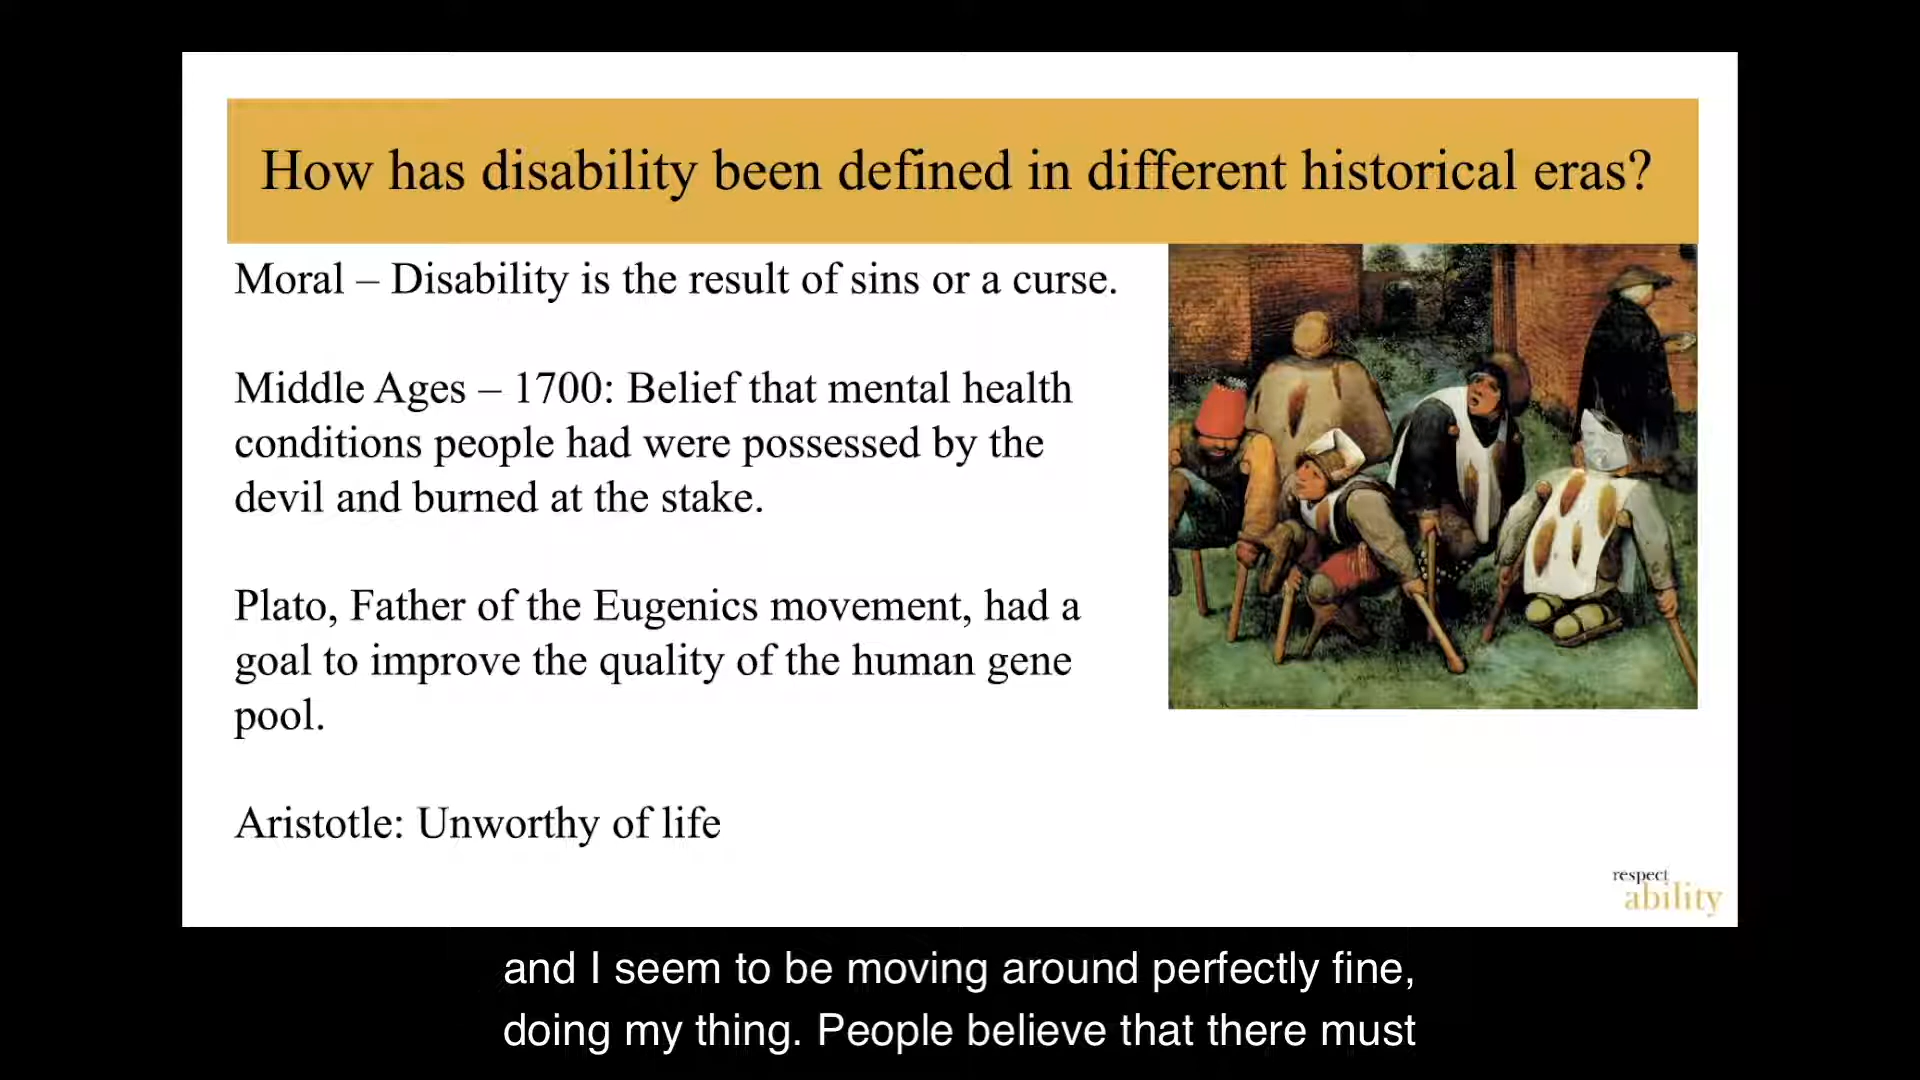 How has disability been defined in different historical eras?
Moral – Disability is the result of sins or a curse.
Middle Ages – 1700: Belief that mental health
conditions people had were possessed by the
devil and burned at the stake.
Plato, Father of the Eugenics movement, had a
goal to improve the quality of the human gene
pool.
Aristotle: Unworthy of life
respect
ability
and I seem to be moving around perfectly fine,
doing my thing. People believe that there must